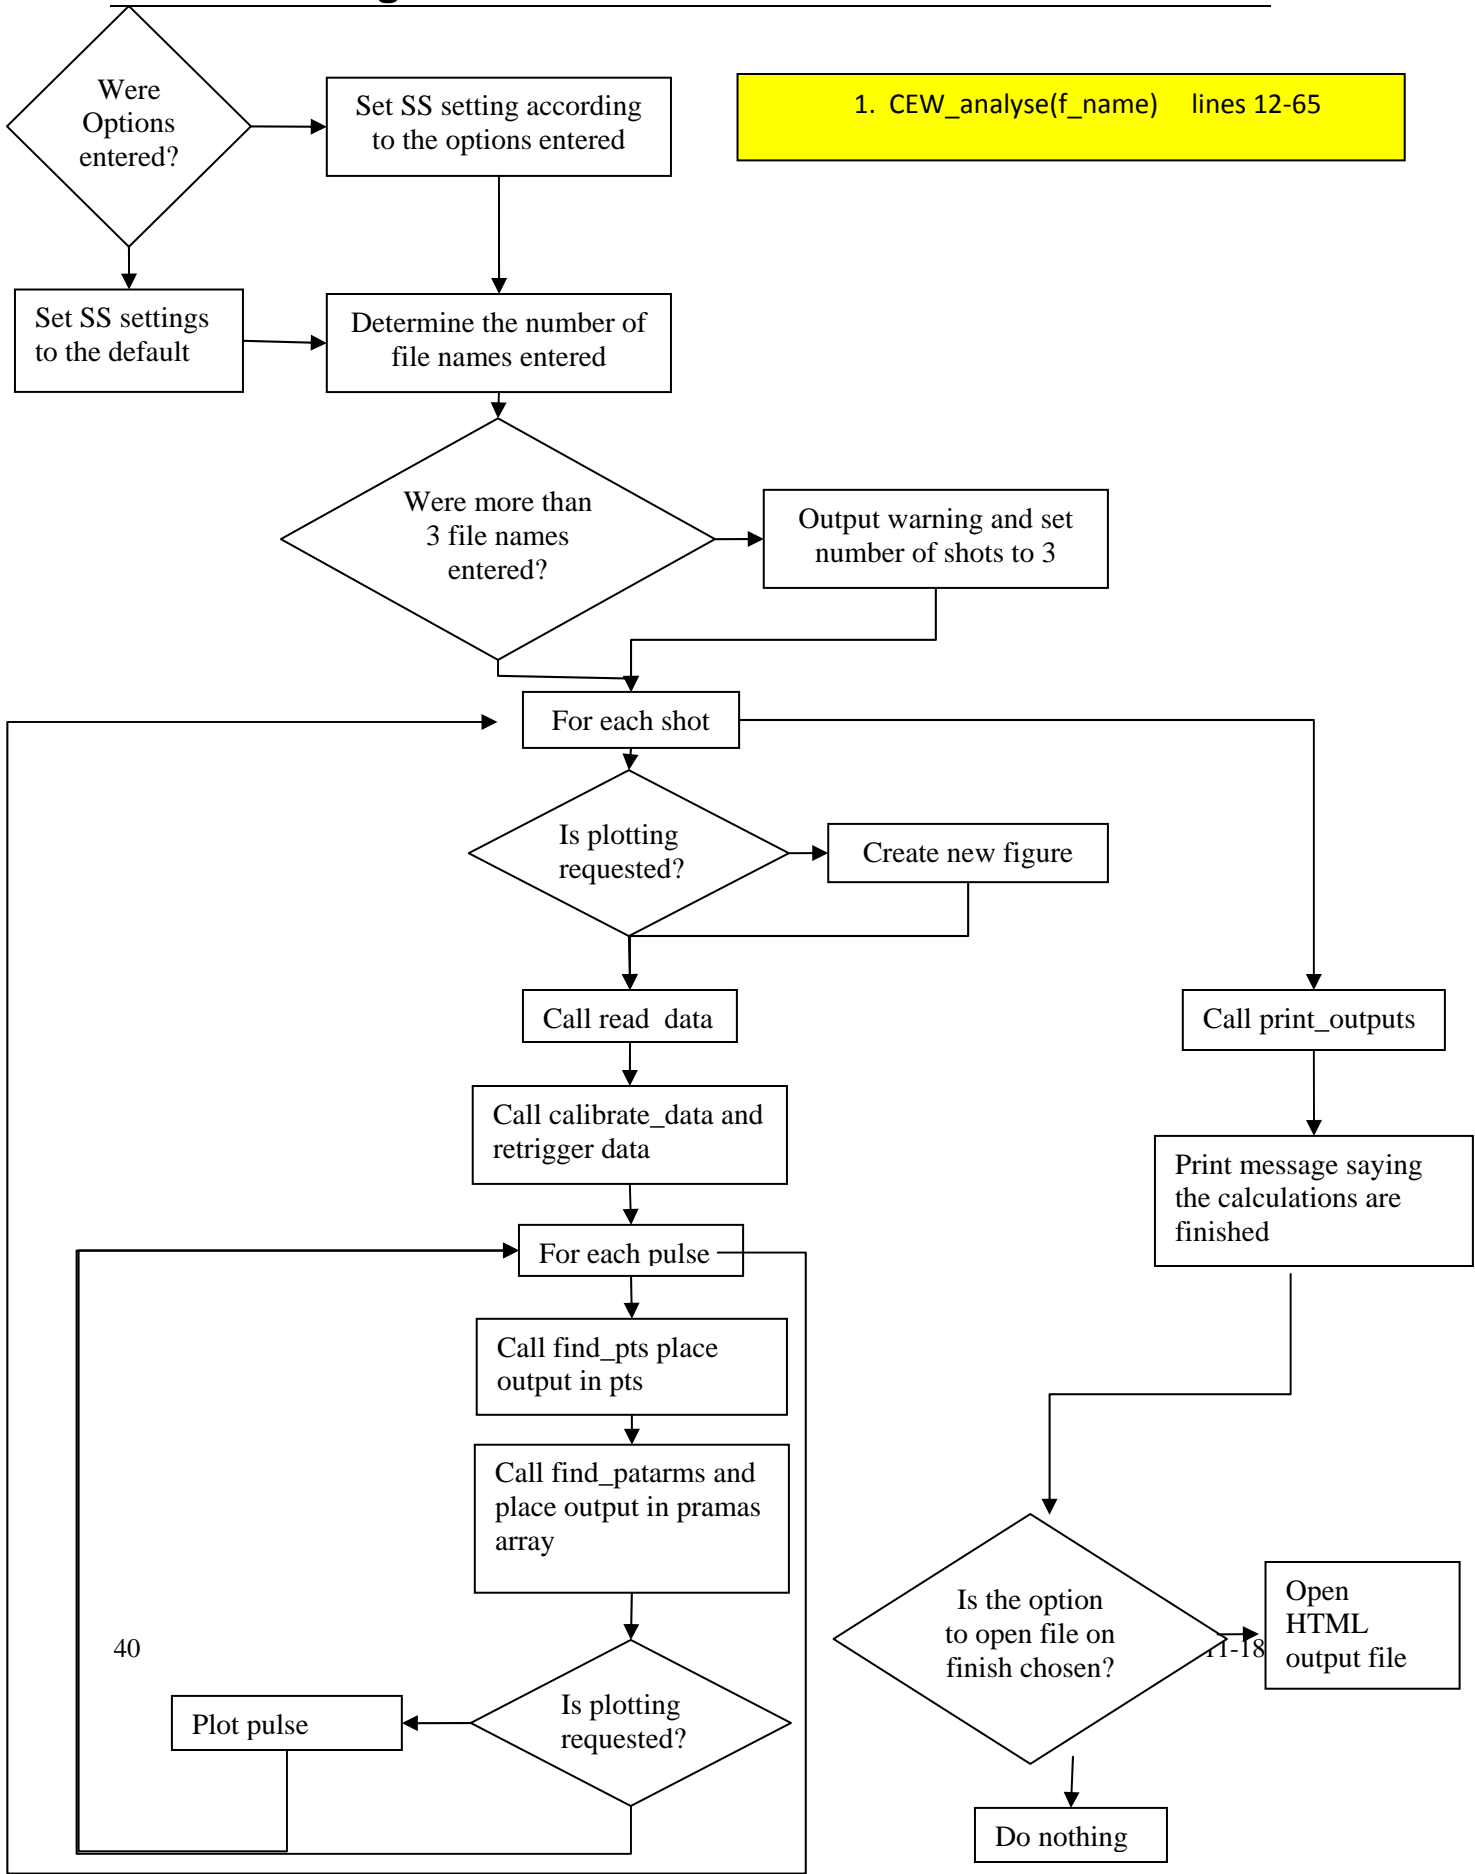 Were
Options
entered?
Set SS setting according
to the options entered
1. CEW_analyse(f_name) lines 12-65
Set SS settings
to the default
Determine the number of
file names entered
Were more than
3 file names
entered?
Output warning and set
number of shots to 3
For each shot
Is plotting
requested?
Create new figure
Call read_data
Call print_outputs
Call calibrate_data and
retrigger data
Print message saying
the calculations are
finished
For each pulse
Call find_pts place
output in pts
Call find_patarms and
place output in pramas
array
Is the option
to open file on
finish chosen?
Open
HTML
output file
40
11-18
Is plotting
requested?
Plot pulse
Do nothing